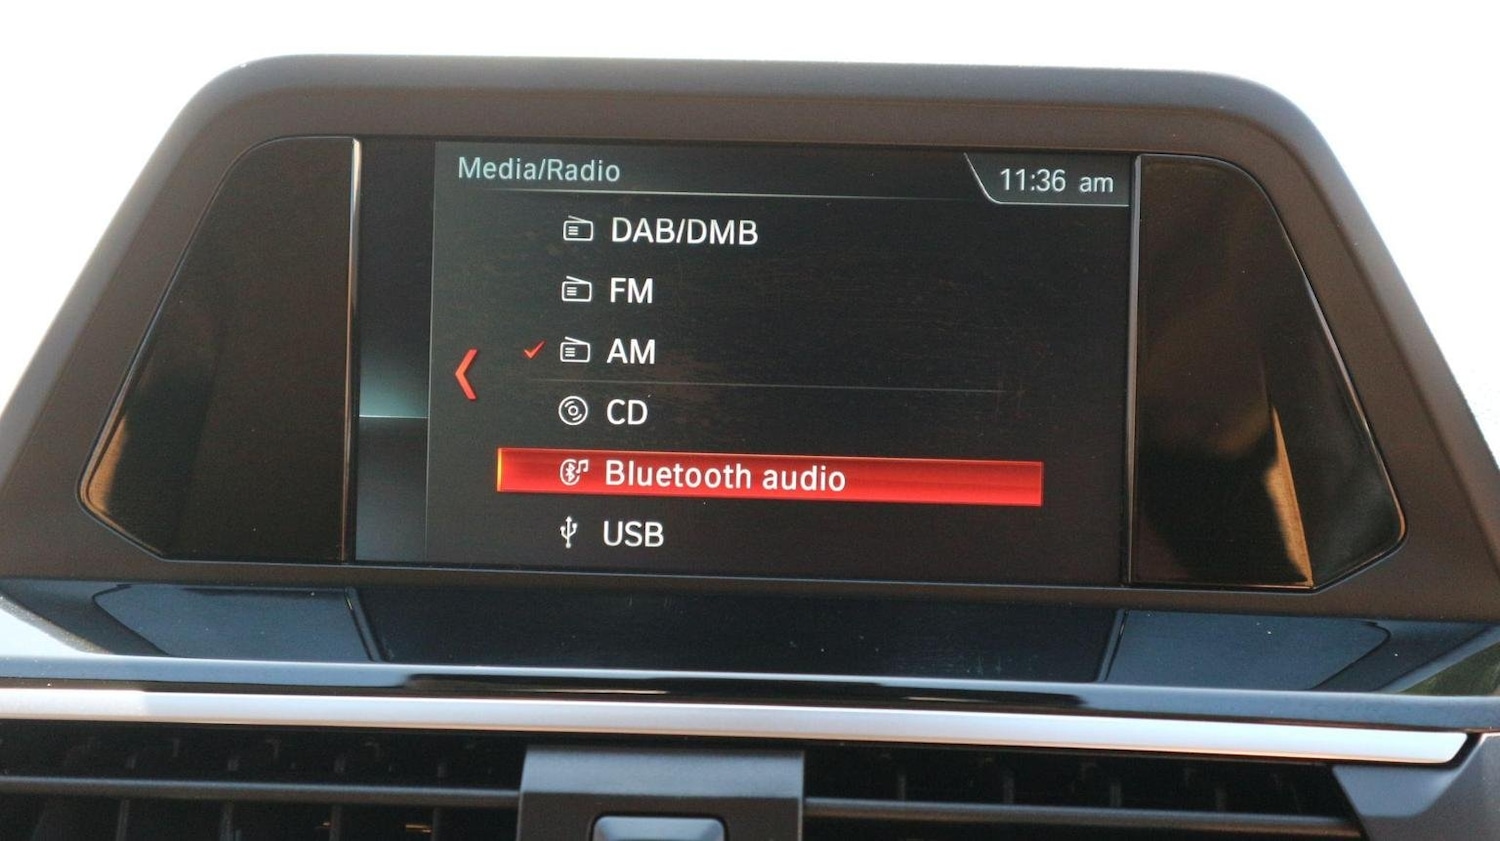 Media/Radio
11:36 am
DAB/DMB
FM
AM
CD
Bluetooth audio
USB